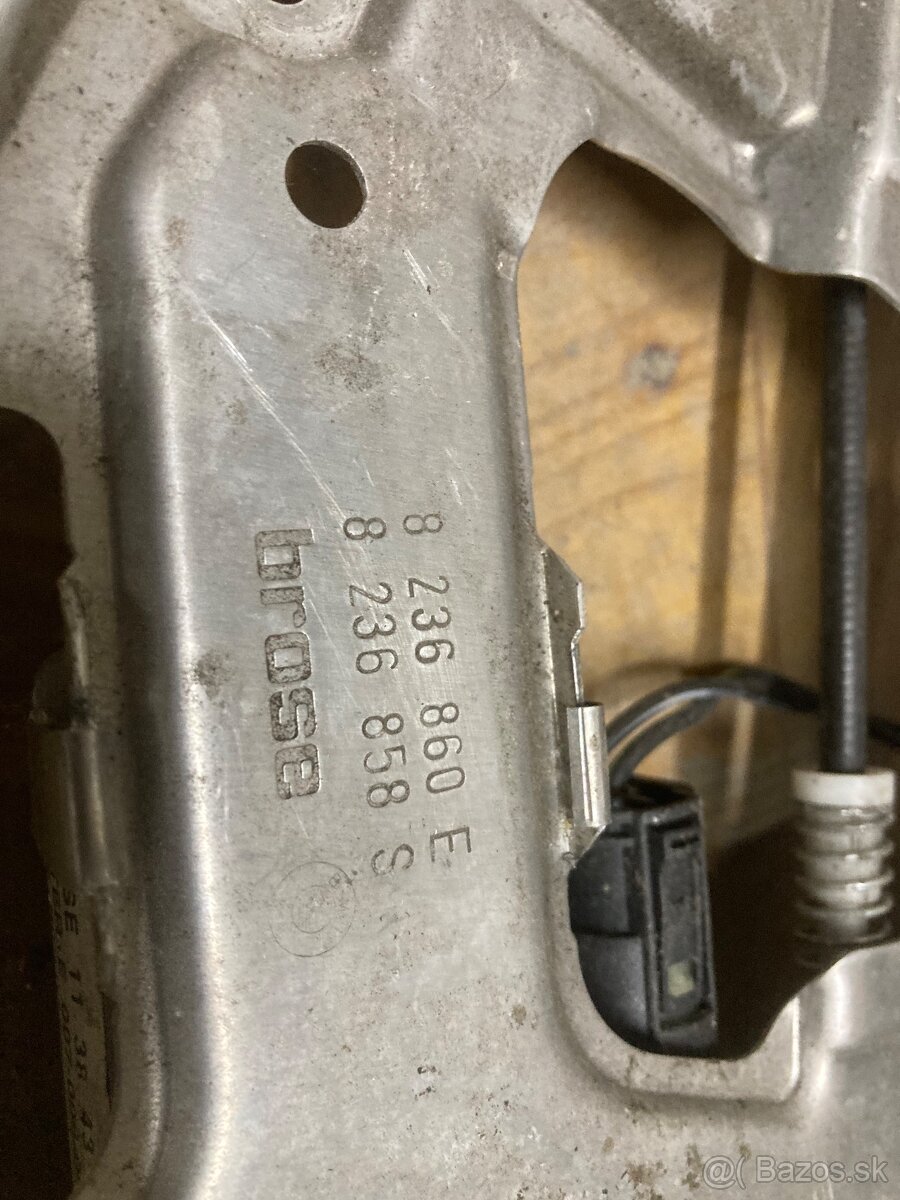 8 236 860 E
8 236 858 S
brose
@( Bazos.sk